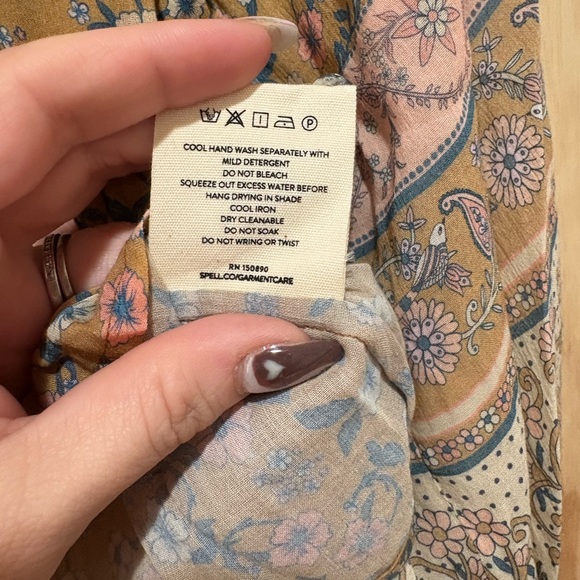 P
COOL HAND WASH SEPARATELY WITH
MILD DETERGENT
DO NOT BLEACH
SQUEEZE OUT EXCESS WATER BEFORE
HANG DRYING IN SHADE
COOL IRON
DRY CLEANABLE
DO NOT SOAK
DO NOT WRING OR TWIST
RN 150890
SPELL.CO/GARMENTCARE